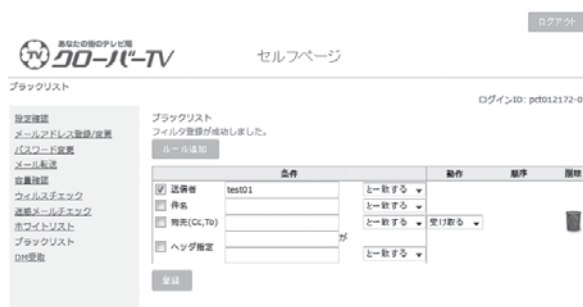 ログアウト
あなたの街のテレビ局
クローバーTV
セルフページ
ブラックリスト
ログインID: pct012172-0
設定確認
メールアドレス登録/変更
パスワード変更
メール転送
容量確認
ウィルスチェック
迷惑メールチェック
ホワイトリスト
ブラックリスト
DM受取
ブラックリスト
フィルタ登録が成功しました。
ルール追加
条件 動作 順序 削除
送信者 test01 と一致する
件名 と一致する
宛先(Cc,To) と一致する 受け取る
ヘッダ指定 が と一致する
登録